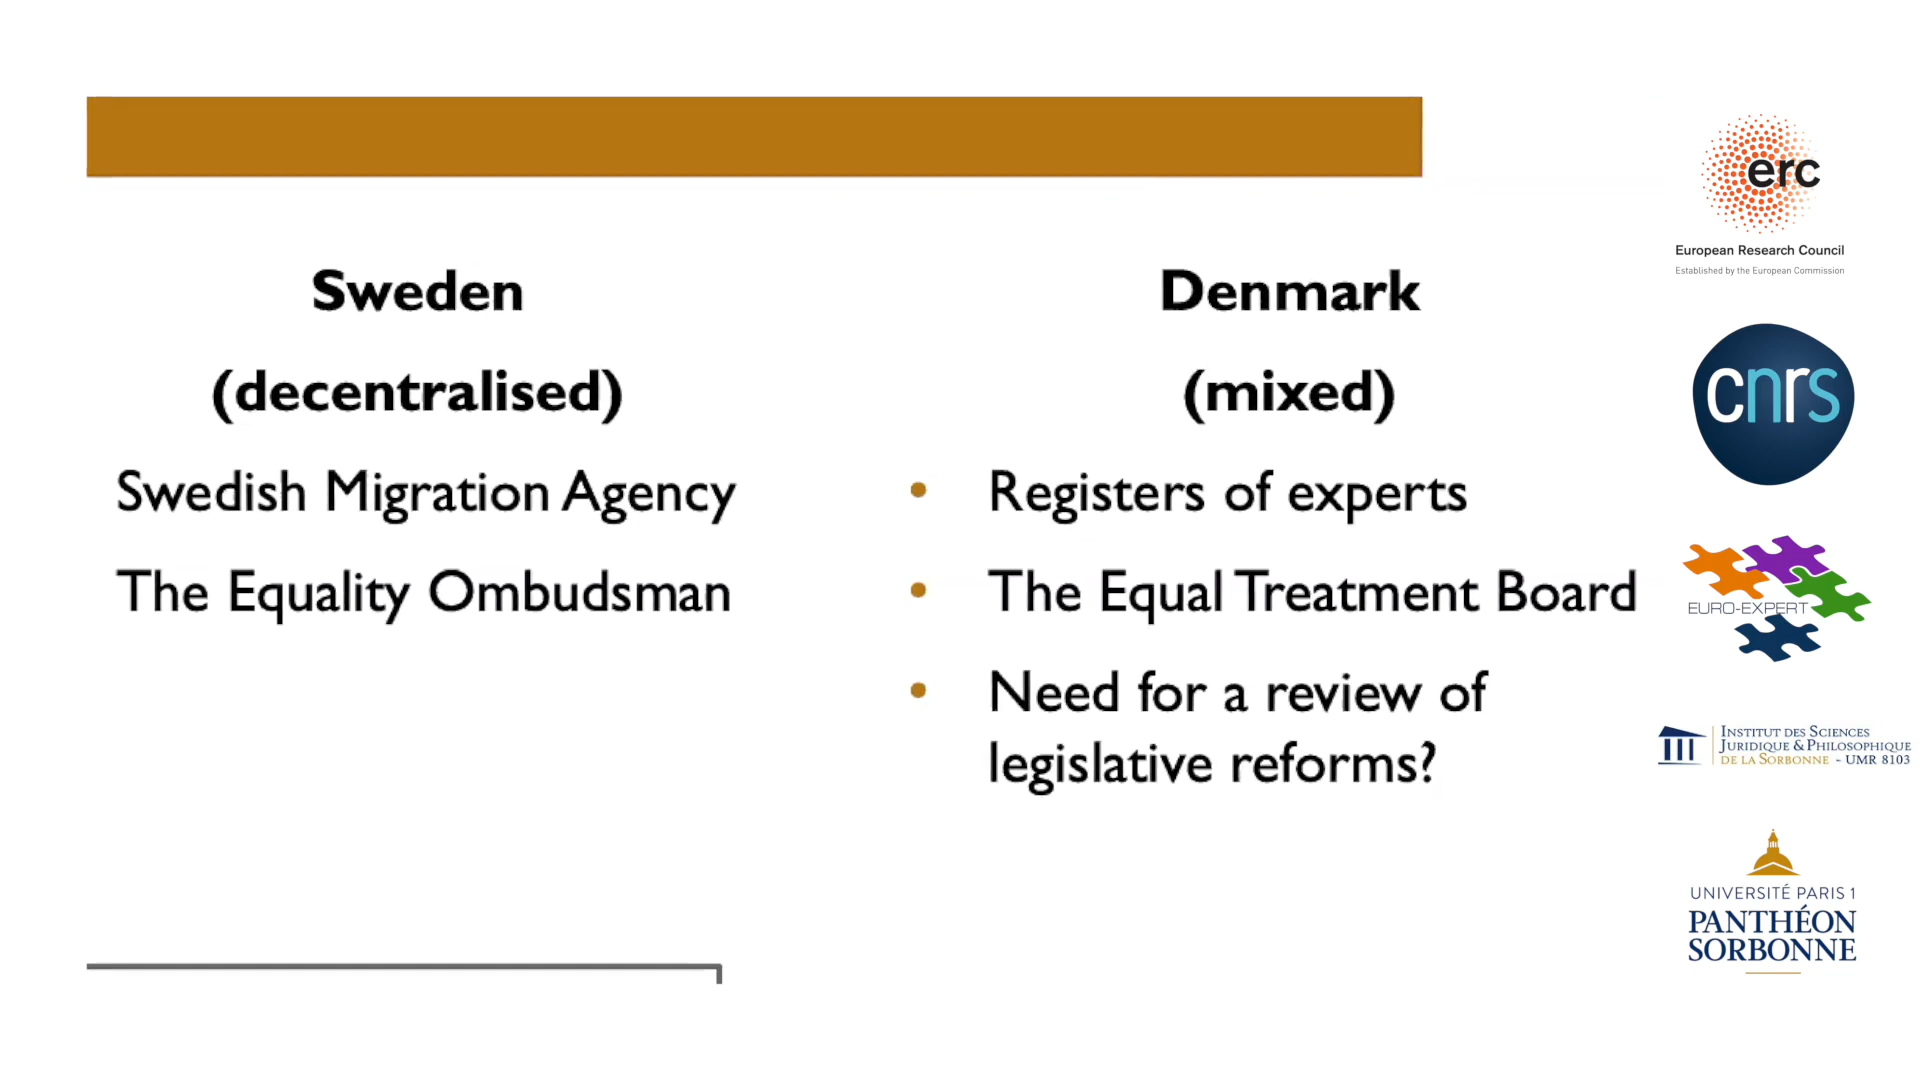 Sweden
(decentralised)
Swedish Migration Agency
The Equality Ombudsman
Denmark
(mixed)
• Registers of experts
• The Equal Treatment Board
• Need for a review of
legislative reforms?
erc
European Research Council
Established by the European Commission
cnrs
EURO-EXPERT
INSTITUT DES SCIENCES
JURIDIQUE & PHILOSOPHIQUE
DE LA SORBONNE - UMR 8103
UNIVERSITÉ PARIS 1
PANTHÉON
SORBONNE